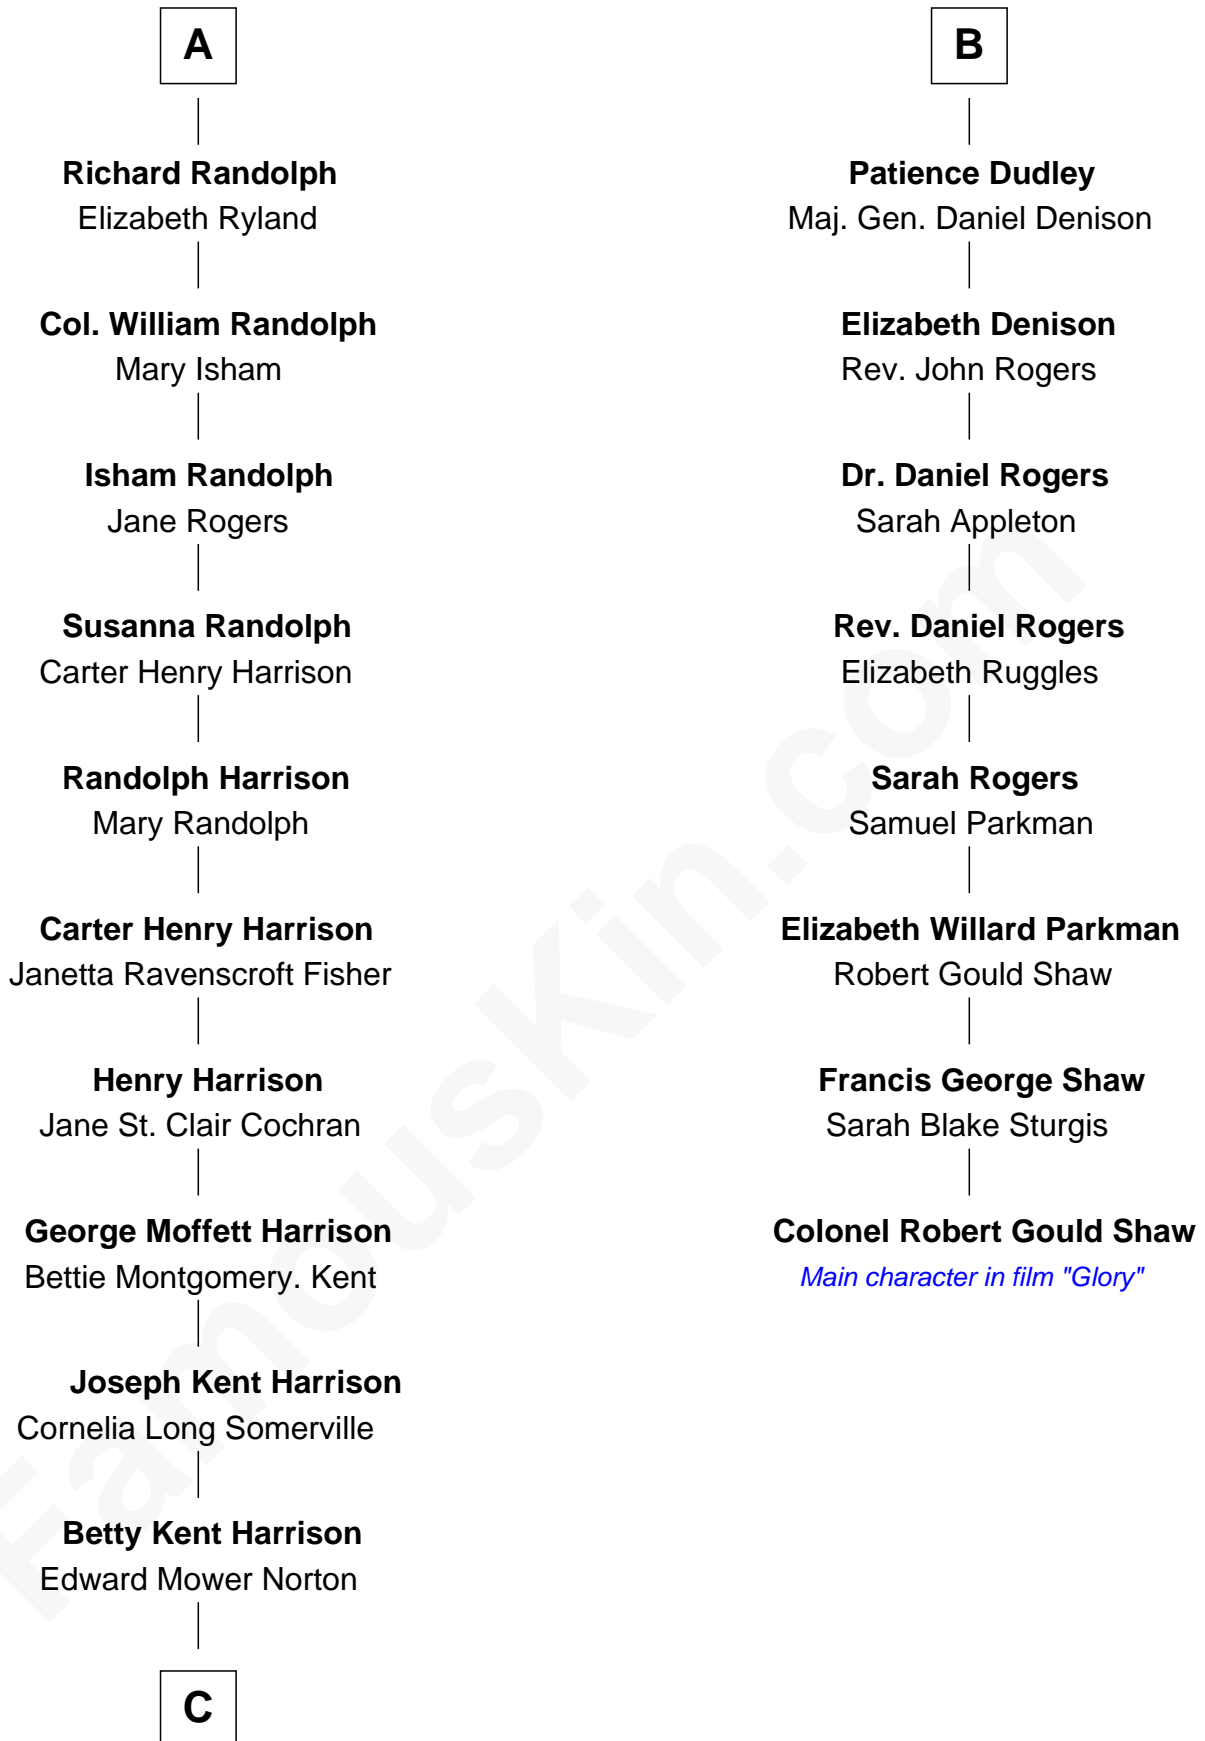 A
Richard Randolph
Elizabeth Ryland
Col. William Randolph
Mary Isham
Isham Randolph
Jane Rogers
Susanna Randolph
Carter Henry Harrison
Randolph Harrison
Mary Randolph
Carter Henry Harrison
Janetta Ravenscroft Fisher
Henry Harrison
Jane St. Clair Cochran
George Moffett Harrison
Bettie Montgomery. Kent
Joseph Kent Harrison
Cornelia Long Somerville
Betty Kent Harrison
Edward Mower Norton
C
B
Patience Dudley
Maj. Gen. Daniel Denison
Elizabeth Denison
Rev. John Rogers
Dr. Daniel Rogers
Sarah Appleton
Rev. Daniel Rogers
Elizabeth Ruggles
Sarah Rogers
Samuel Parkman
Elizabeth Willard Parkman
Robert Gould Shaw
Francis George Shaw
Sarah Blake Sturgis
Colonel Robert Gould Shaw
Main character in film "Glory"
FamousKin.com